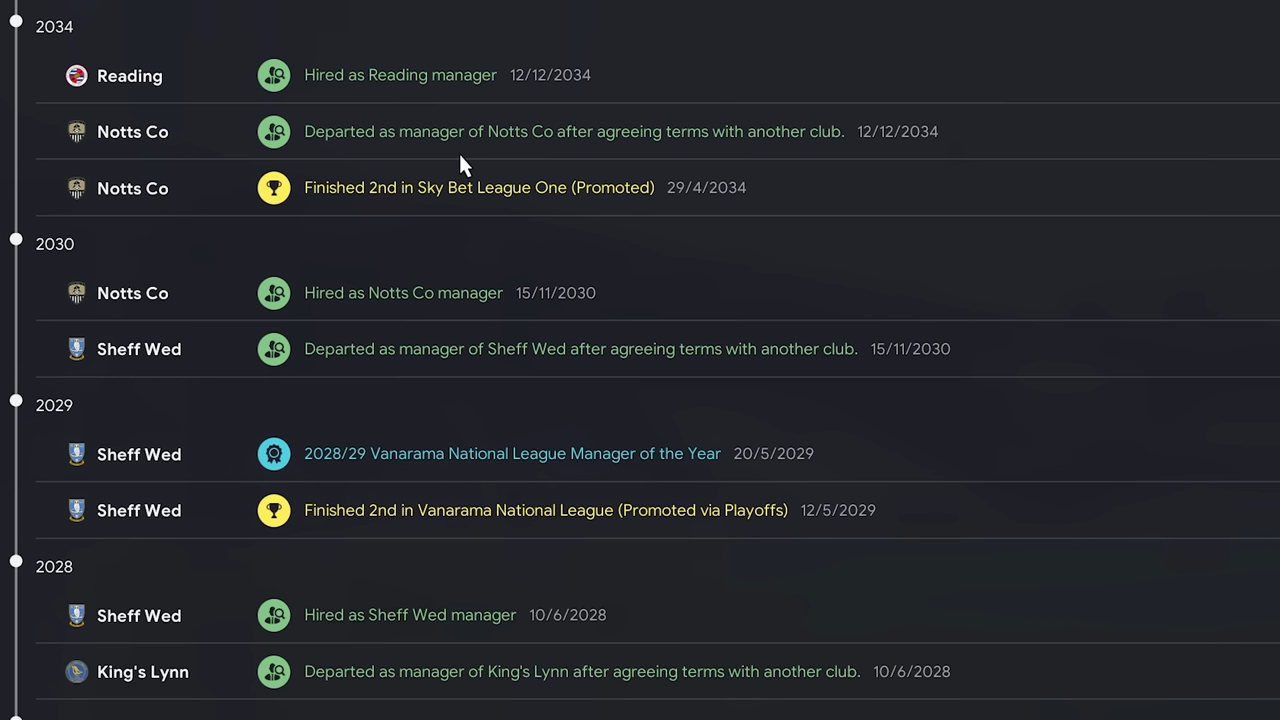 2034
Reading Hired as Reading manager 12/12/2034
Notts Co Departed as manager of Notts Co after agreeing terms with another club. 12/12/2034
Notts Co Finished 2nd in Sky Bet League One (Promoted) 29/4/2034
2030
Notts Co Hired as Notts Co manager 15/11/2030
Sheff Wed Departed as manager of Sheff Wed after agreeing terms with another club. 15/11/2030
2029
Sheff Wed 2028/29 Vanarama National League Manager of the Year 20/5/2029
Sheff Wed Finished 2nd in Vanarama National League (Promoted via Playoffs) 12/5/2029
2028
Sheff Wed Hired as Sheff Wed manager 10/6/2028
King's Lynn Departed as manager of King's Lynn after agreeing terms with another club. 10/6/2028